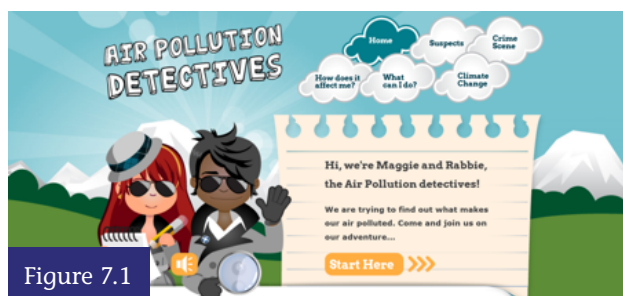 AIR POLLUTION
DETECTIVES
Home
Suspects
Crime
Scene
How does it
affect me?
What
can I do?
Climate
Change
Hi, we're Maggie and Rabbie,
the Air Pollution detectives!
We are trying to find out what makes
our air polluted. Come and join us on
our adventure...
Start Here
Figure 7.1